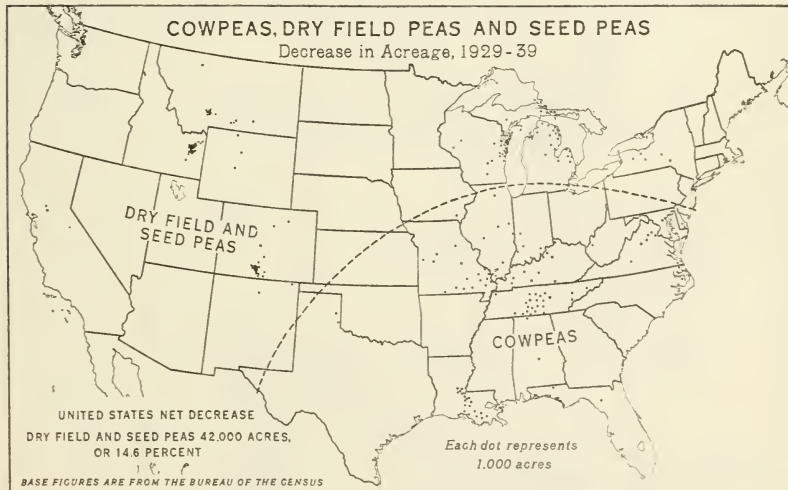 COWPEAS, DRY FIELD PEAS AND SEED PEAS
Decrease in Acreage, 1929-39
DRY FIELD AND
SEED PEAS
COWPEAS
UNITED STATES NET DECREASE
DRY FIELD AND SEED PEAS 42,000 ACRES,
OR 14.6 PERCENT
Each dot represents
1,000 acres
BASE FIGURES ARE FROM THE BUREAU OF THE CENSUS